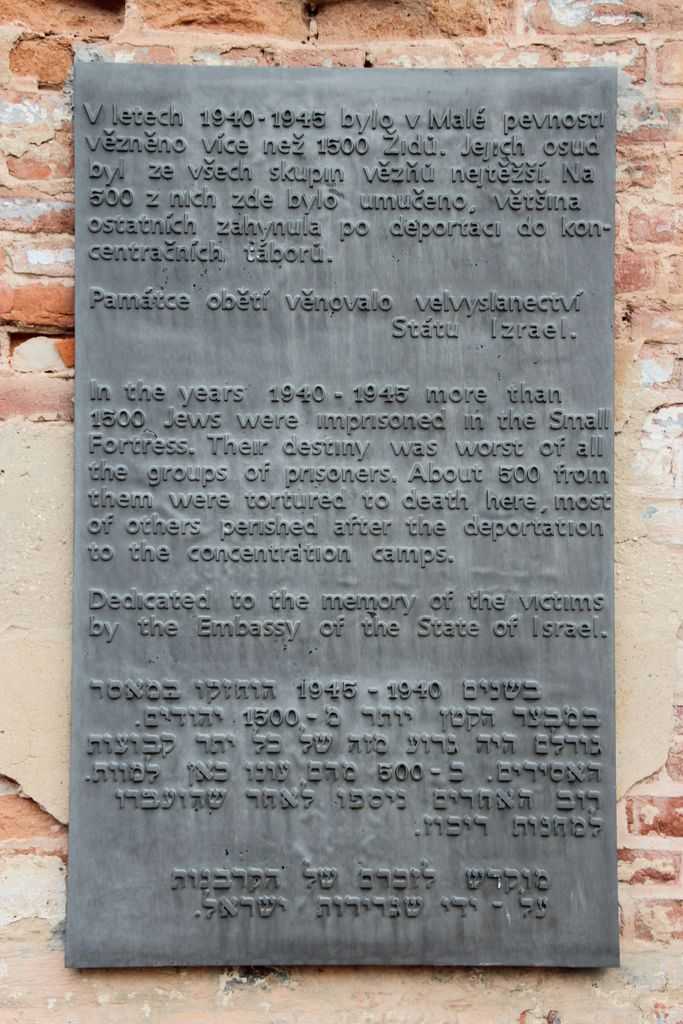 V letech 1940-1945 bylo v Malé pevnosti
vězněno více než 1500 Židů. Jejich osud
byl ze všech skupin vězňů nejtěžší. Na
500 z nich zde bylo umučeno, většina
ostatních zahynula po deportaci do kon-
centračních táborů.
Památce obětí věnovalo velvyslanectví
Státu Izrael.
In the years 1940 - 1945 more than
1500 Jews were imprisoned in the Small
Fortress. Their destiny was worst of all
the groups of prisoners. About 500 from
them were tortured to death here, most
of others perished after the deportation
to the concentration camps.
Dedicated to the memory of the victims
by the Embassy of the State of Israel.
בשנים 1940 - 1945 הוחזקו במאסר
במבצר הקטן יותר מ-1500 יהודים.
גורלם היה גרוע מזה של כל יתר קבוצות
האסירים. כ-500 מהם עונו כאן למוות.
רוב האחרים ניספו לאחר שהועברו
למחנות ריכוז.
מוקדש לזכרם של הקרבנות
על - ידי שגרירות ישראל.